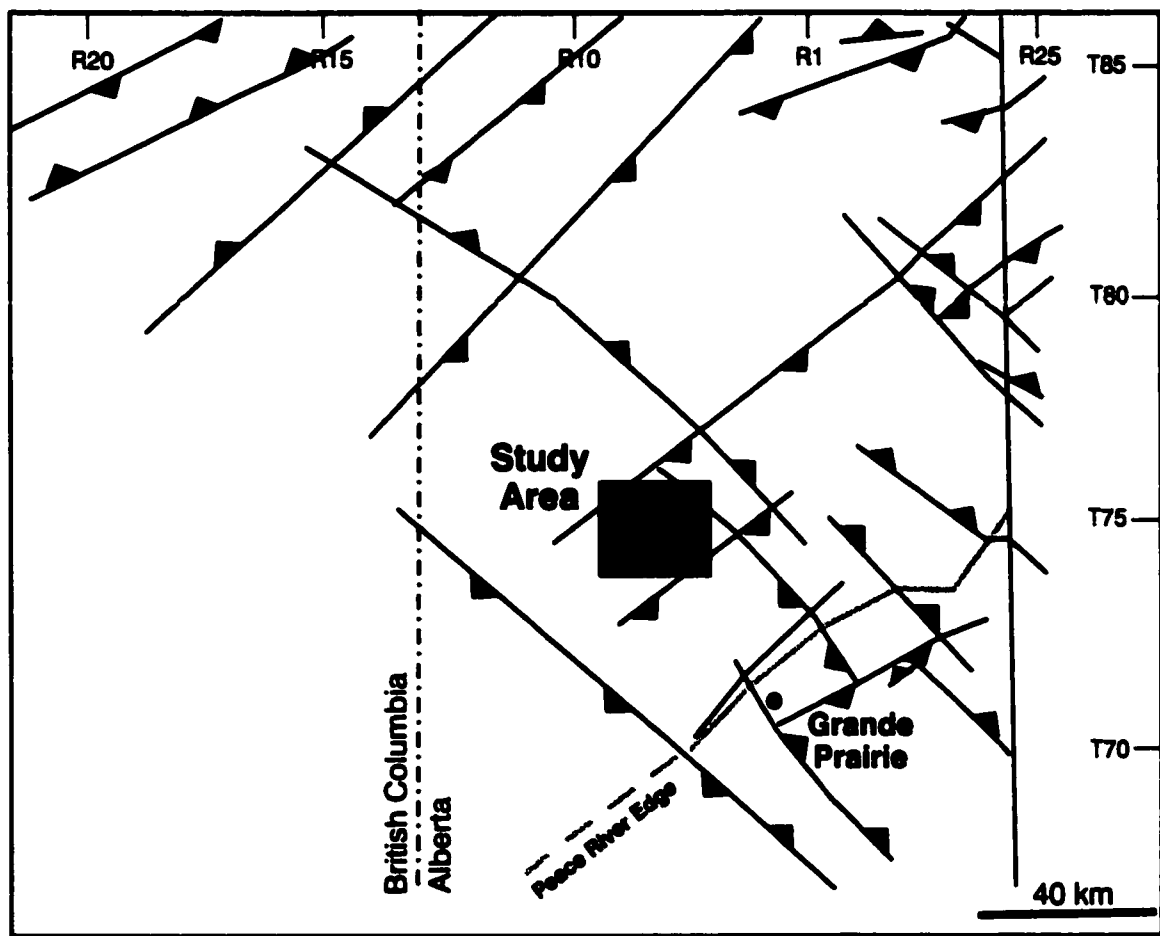 R20
R15
R10
R1
R25
T85
T80
Study
Area
T75
Grande
Prairie
T70
British Columbia
Alberta
Peace River Edge
40 km